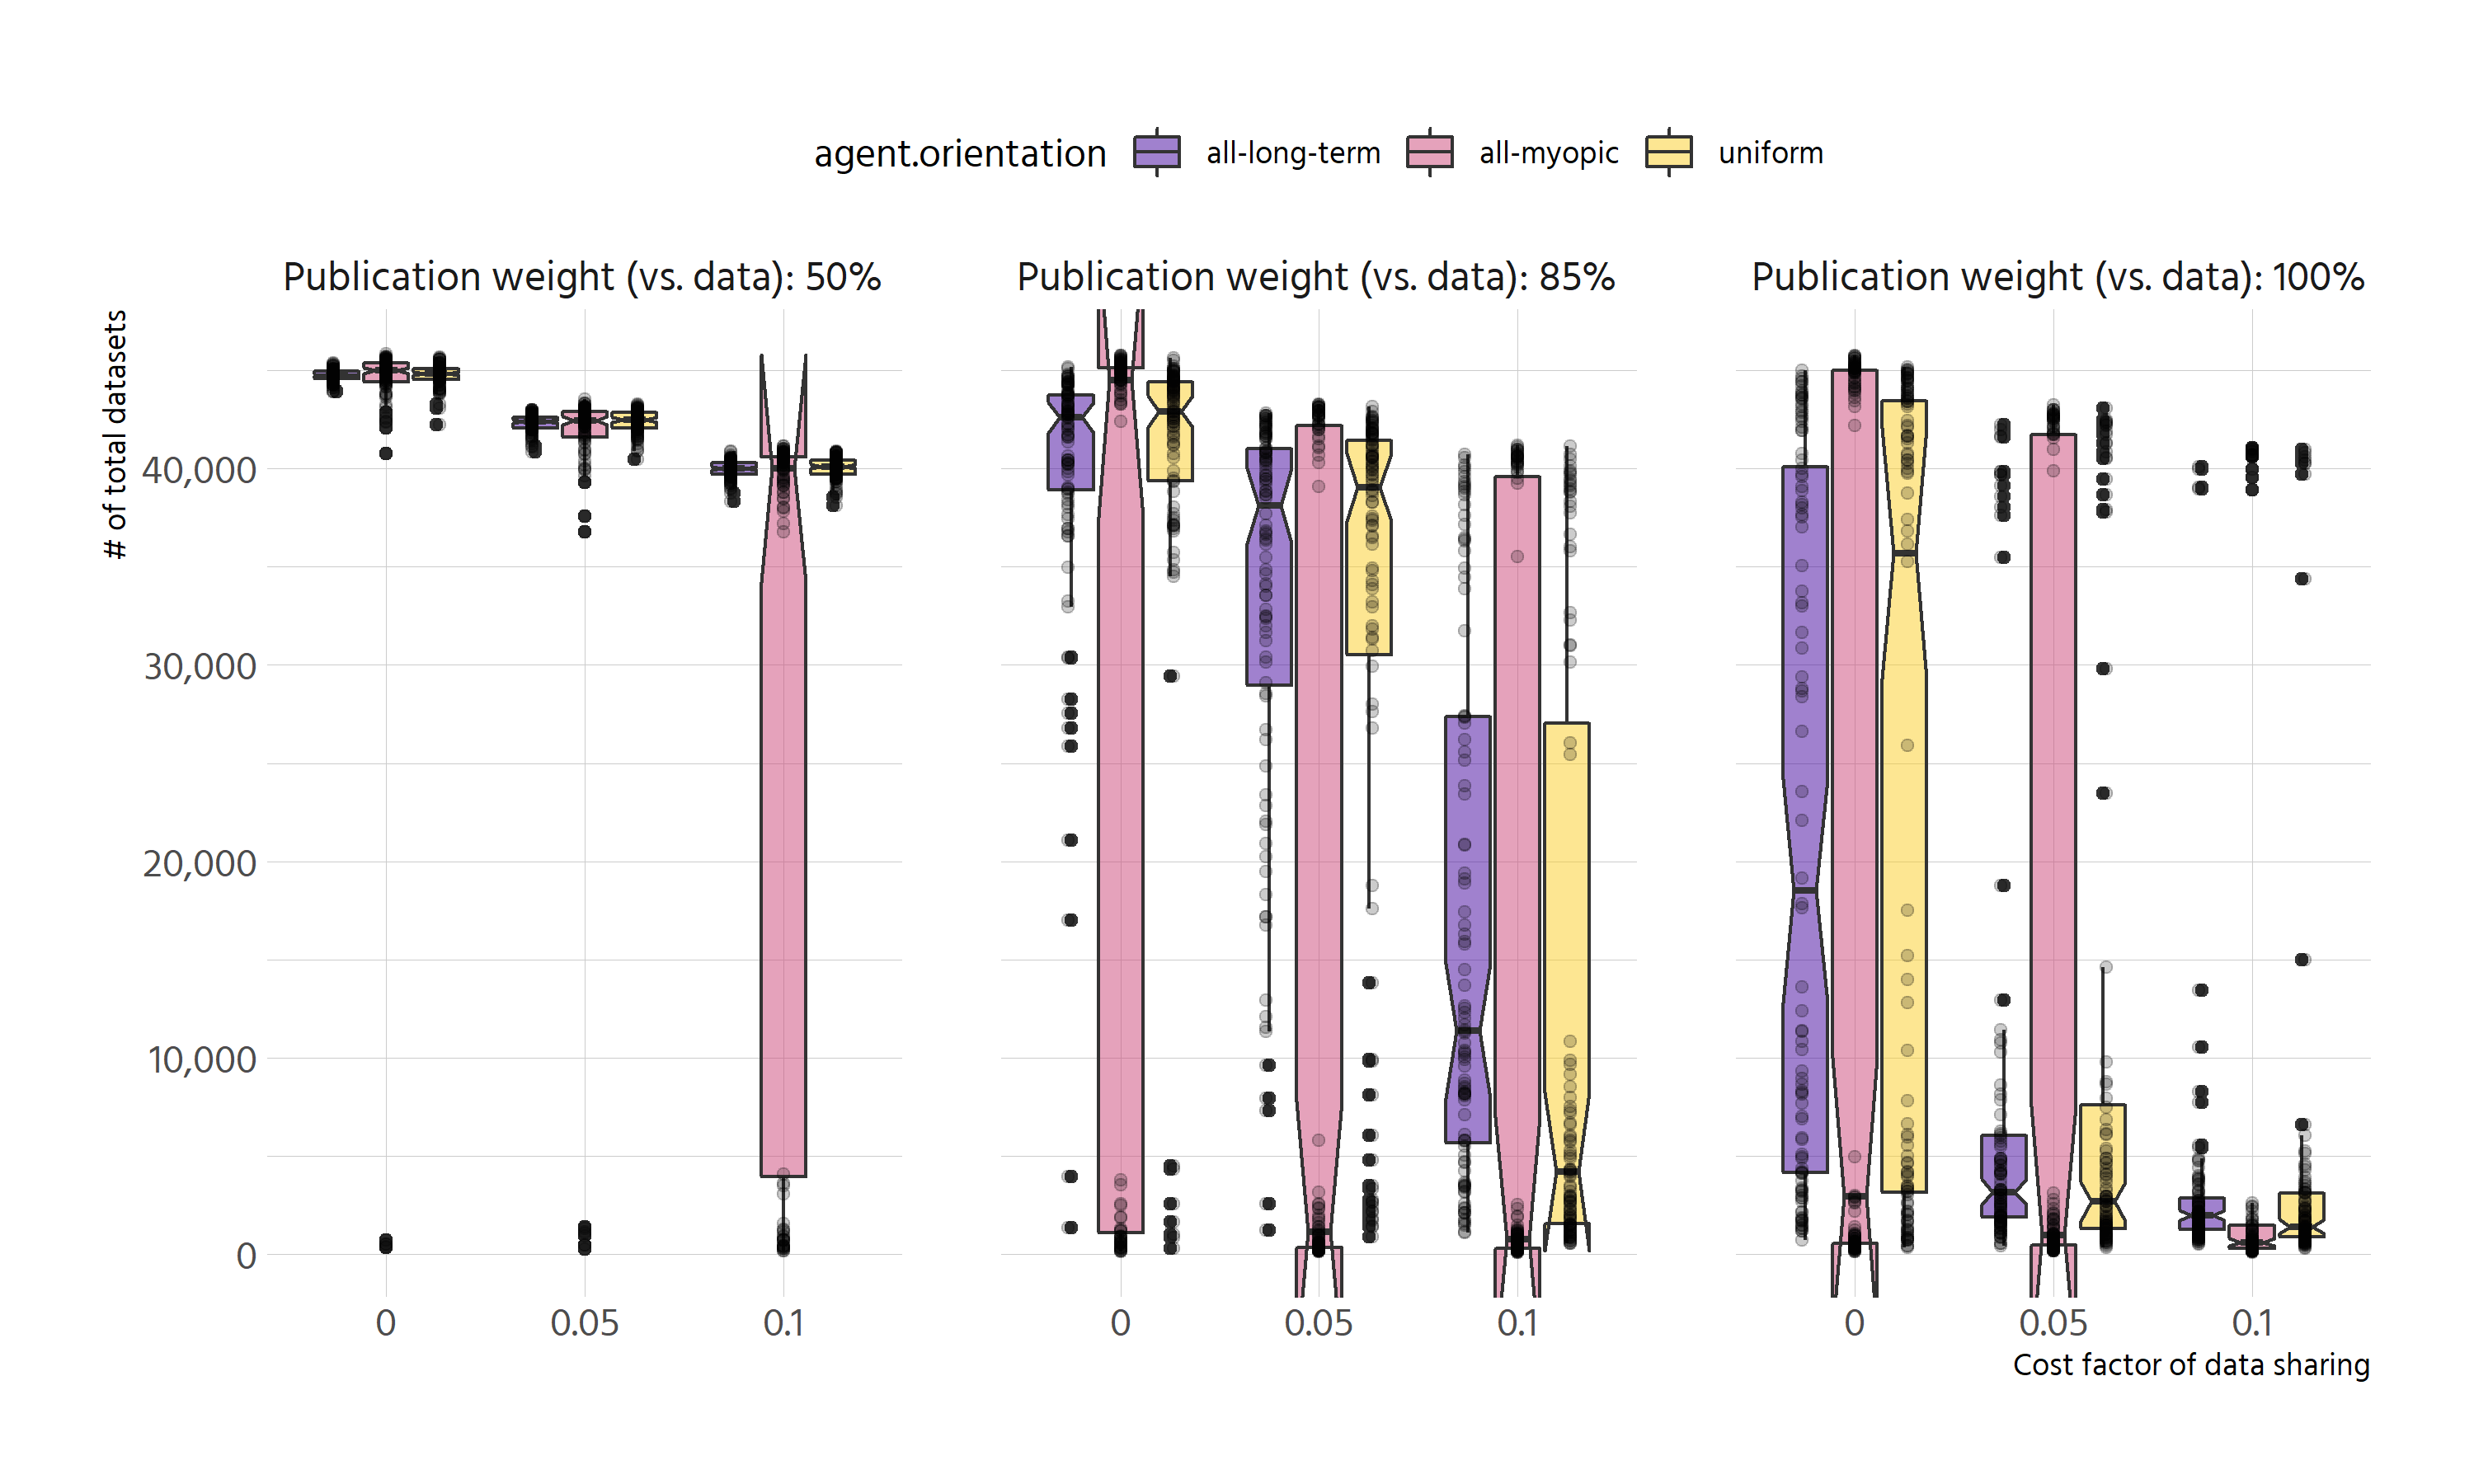 agent.orientation all-long-term all-myopic uniform
Publication weight (vs. data): 50%
Publication weight (vs. data): 85%
Publication weight (vs. data): 100%
# of total datasets
40,000
30,000
20,000
10,000
0
0 0.05 0.1
0 0.05 0.1
0 0.05 0.1
Cost factor of data sharing